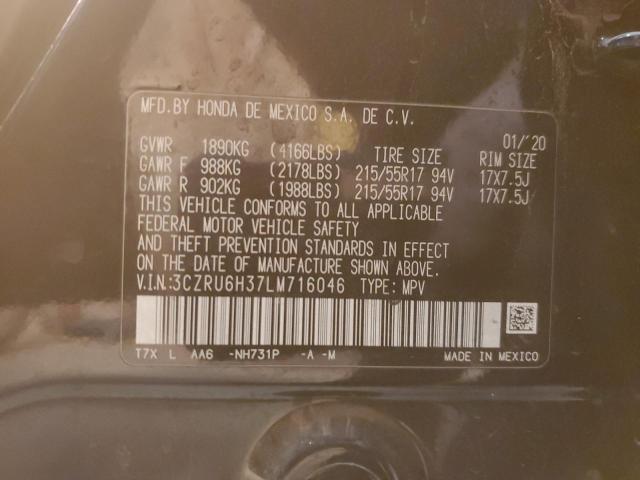 MFD. BY HONDA DE MEXICO S.A. DE C.V.
01/'20
GVWR 1890KG (4166LBS) TIRE SIZE RIM SIZE
GAWR F 988KG (2178LBS) 215/55R17 94V 17X7.5J
GAWR R 902KG (1988LBS) 215/55R17 94V 17X7.5J
THIS VEHICLE CONFORMS TO ALL APPLICABLE
FEDERAL MOTOR VEHICLE SAFETY
AND THEFT PREVENTION STANDARDS IN EFFECT
ON THE DATE OF MANUFACTURE SHOWN ABOVE.
V.I.N:3CZRU6H37LM716046 TYPE: MPV
T7X L AA6 -NH731P -A -M MADE IN MEXICO